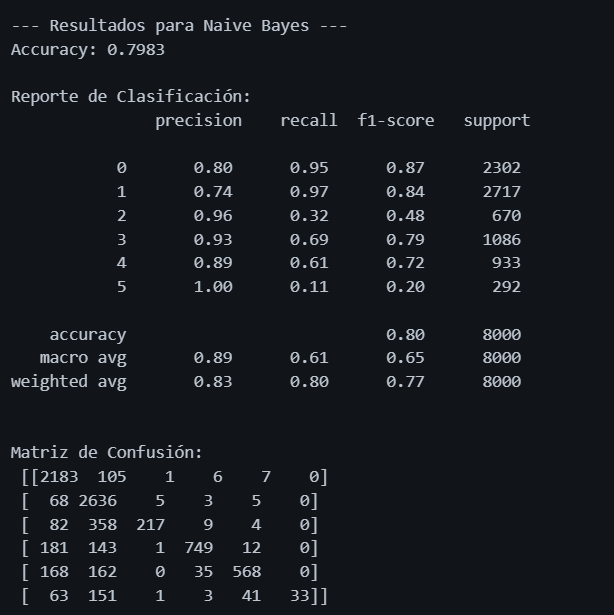 --- Resultados para Naive Bayes ---
Accuracy: 0.7983
Reporte de Clasificación:
precision recall f1-score support
0 0.80 0.95 0.87 2302
1 0.74 0.97 0.84 2717
2 0.96 0.32 0.48 670
3 0.93 0.69 0.79 1086
4 0.89 0.61 0.72 933
5 1.00 0.11 0.20 292
accuracy 0.80 8000
macro avg 0.89 0.61 0.65 8000
weighted avg 0.83 0.80 0.77 8000
Matriz de Confusión:
[[2183 105 1 6 7 0]
[ 68 2636 5 3 5 0]
[ 82 358 217 9 4 0]
[ 181 143 1 749 12 0]
[ 168 162 0 35 568 0]
[ 63 151 1 3 41 33]]